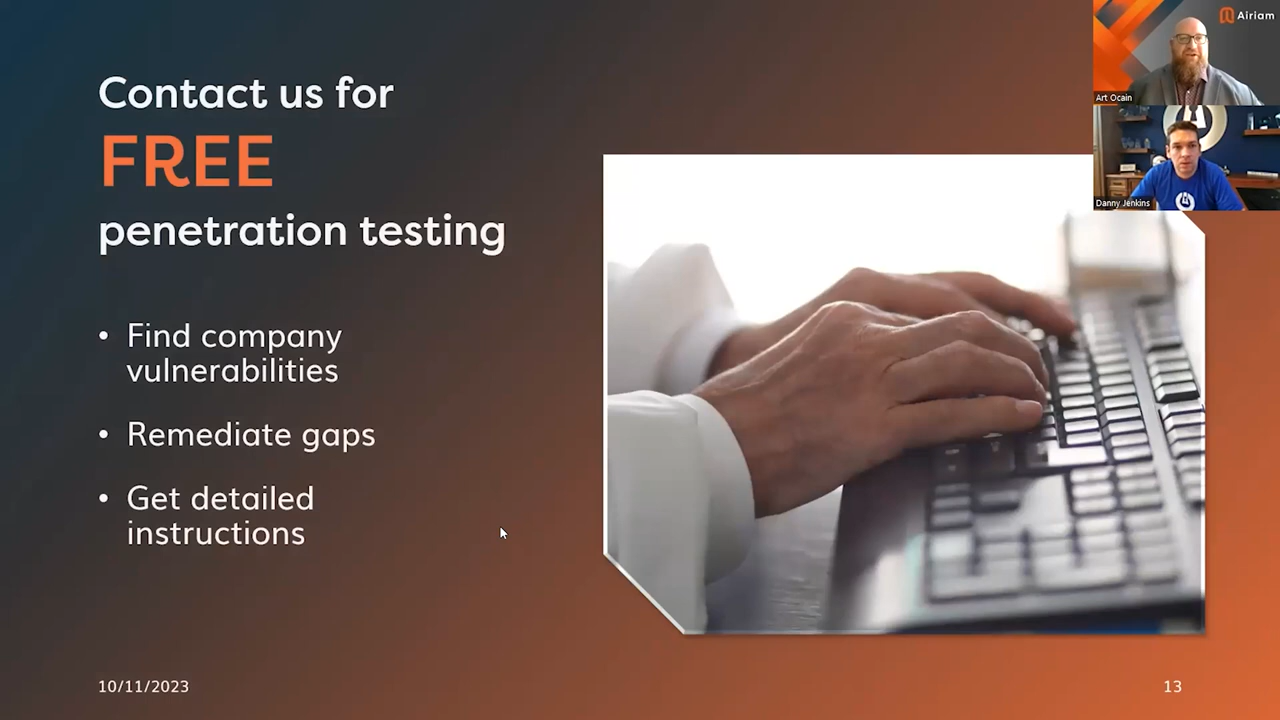 Contact us for
FREE
penetration testing
• Find company
vulnerabilities
• Remediate gaps
• Get detailed
instructions
10/11/2023
13
Airiam
Art Ocain
Danny Jenkins